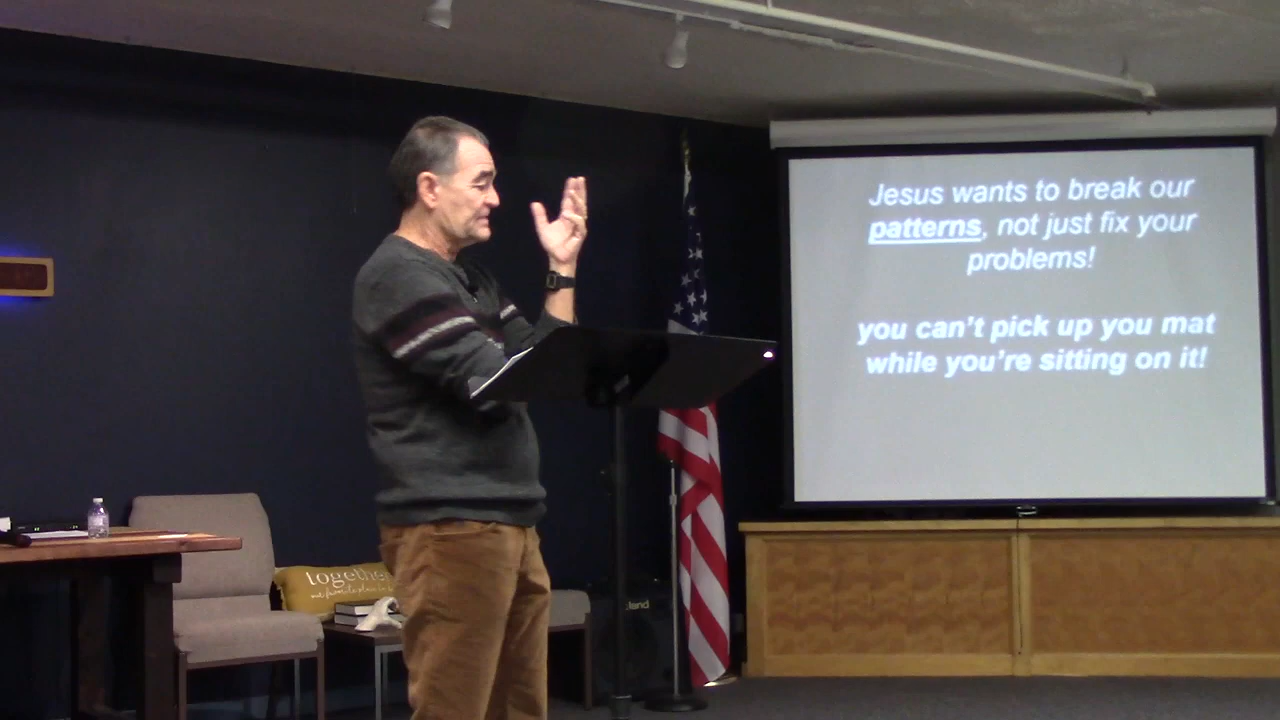 Jesus wants to break our
patterns, not just fix your
problems!
you can't pick up you mat
while you're sitting on it!
together